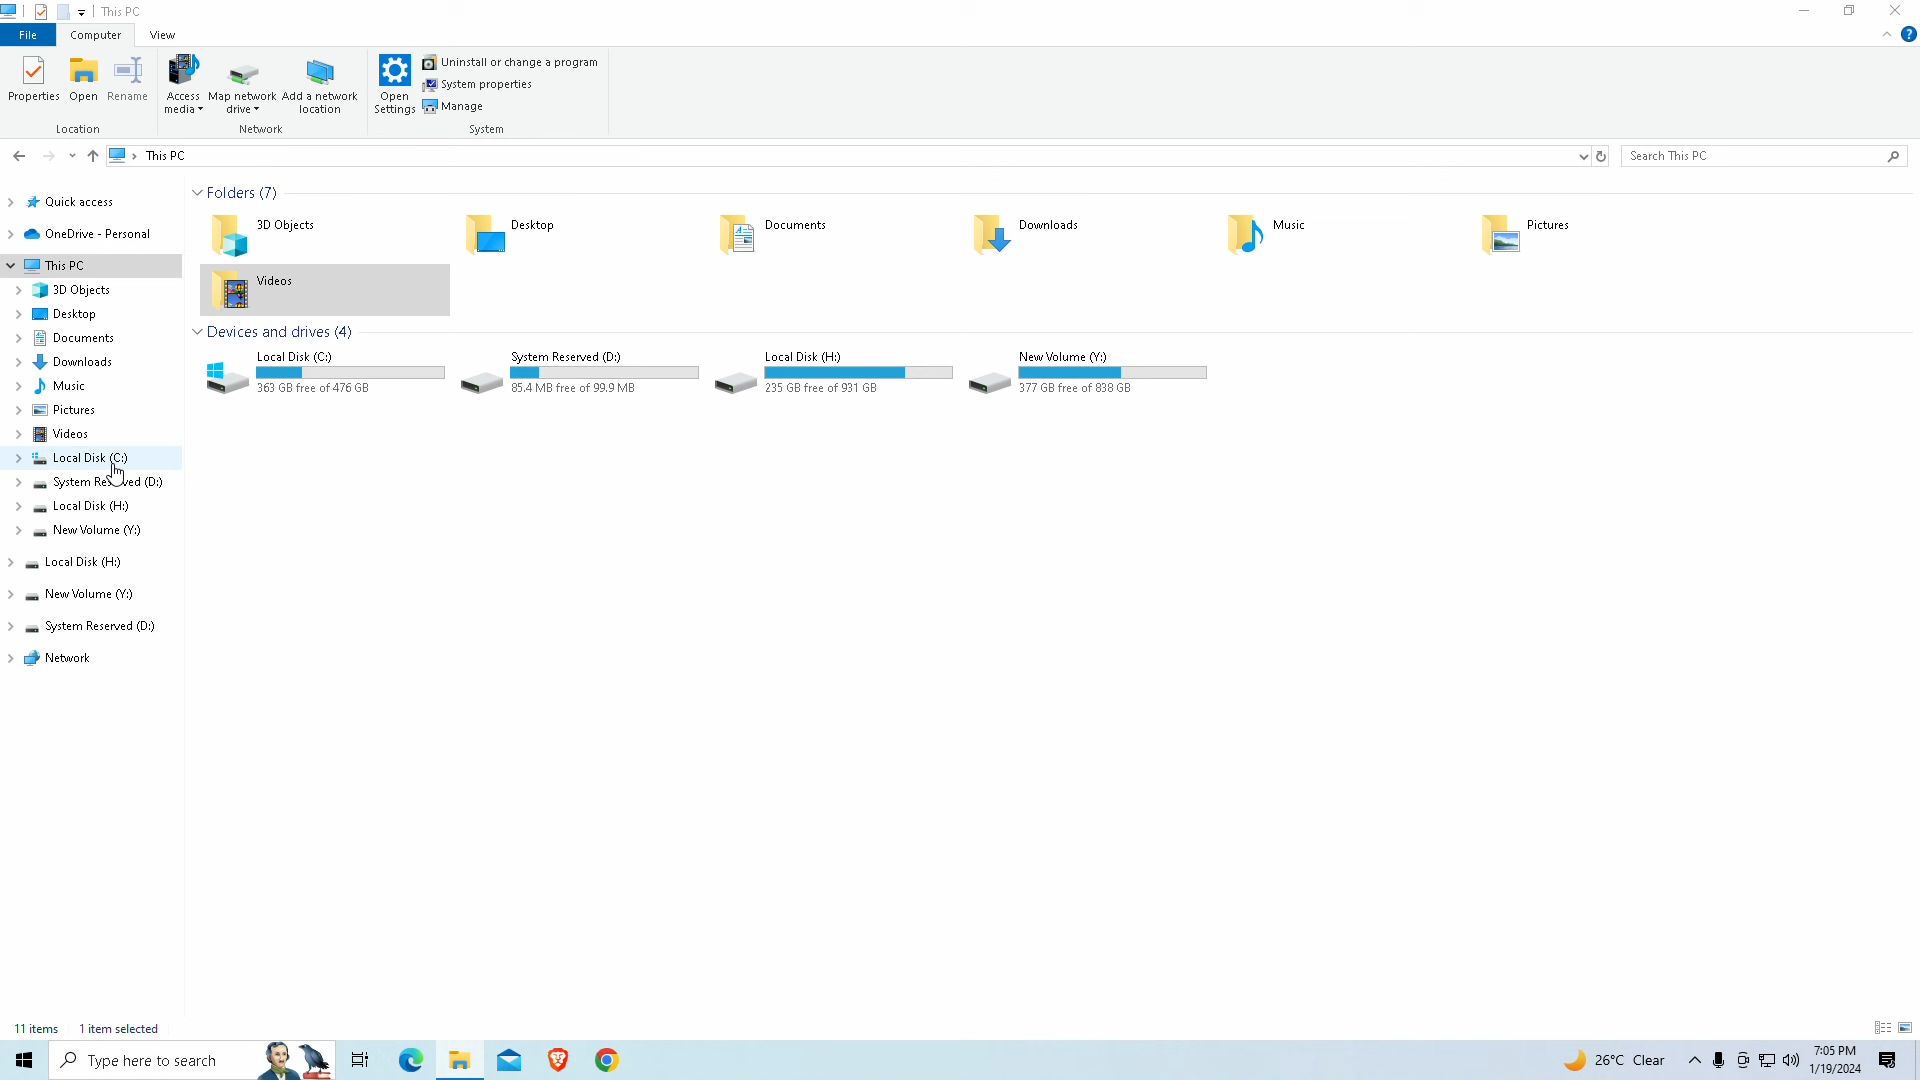 This PC
File Computer View
Properties Open Rename Access media Map network drive Add a network location Open Settings Uninstall or change a program
System properties
Manage
Location Network System
This PC
Search This PC
Quick access
OneDrive - Personal
This PC
3D Objects
Desktop
Documents
Downloads
Music
Pictures
Videos
Local Disk (C:)
System Reserved (D:)
Local Disk (H:)
New Volume (Y:)
Local Disk (H:)
New Volume (Y:)
System Reserved (D:)
Network
Folders (7)
3D Objects Desktop Documents Downloads Music Pictures
Videos
Devices and drives (4)
Local Disk (C:) System Reserved (D:) Local Disk (H:) New Volume (Y:)
363 GB free of 476 GB 85.4 MB free of 99.9 MB 235 GB free of 931 GB 377 GB free of 838 GB
11 items 1 item selected
Type here to search
26°C Clear
7:05 PM
1/19/2024